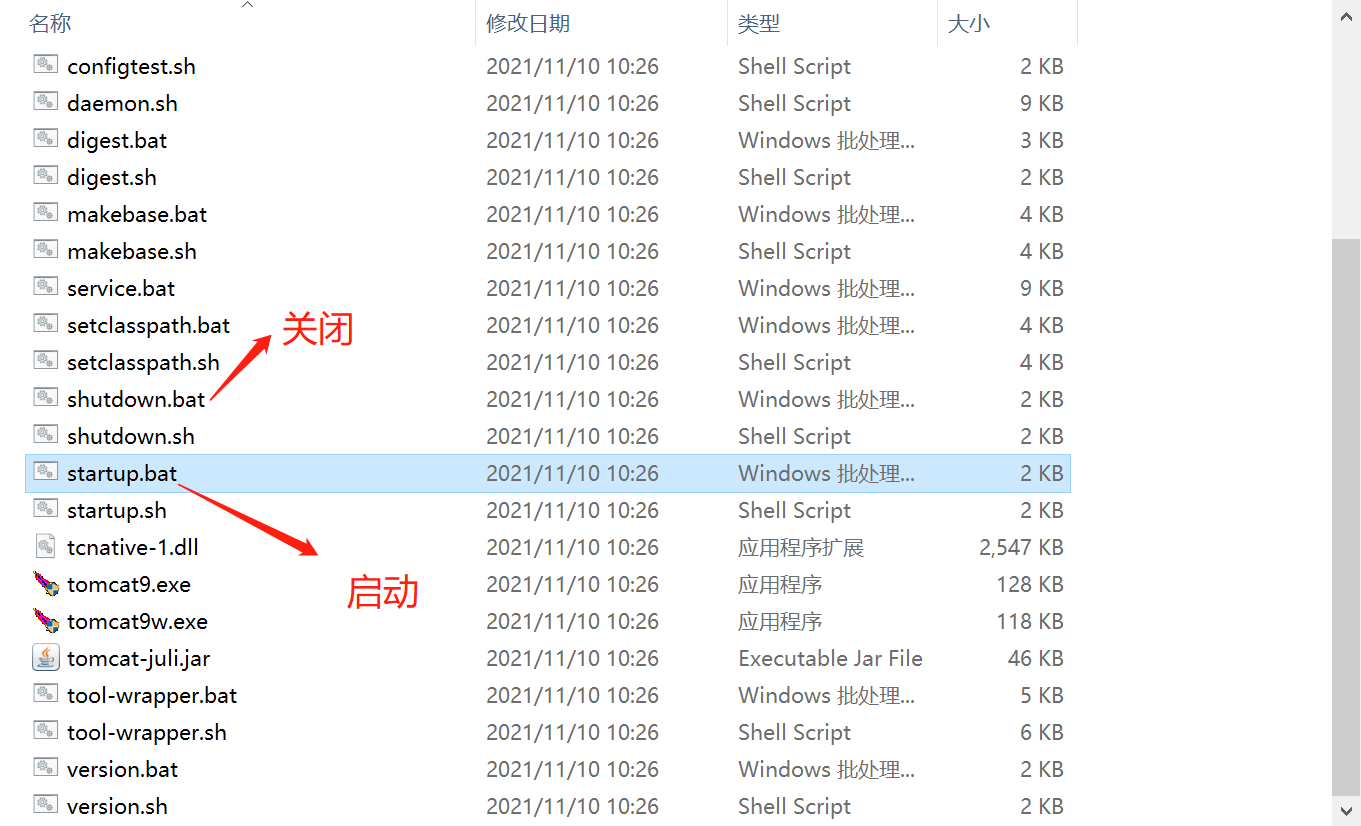 名称 修改日期 类型 大小
configtest.sh 2021/11/10 10:26 Shell Script 2 KB
daemon.sh 2021/11/10 10:26 Shell Script 9 KB
digest.bat 2021/11/10 10:26 Windows 批处理... 3 KB
digest.sh 2021/11/10 10:26 Shell Script 2 KB
makebase.bat 2021/11/10 10:26 Windows 批处理... 4 KB
makebase.sh 2021/11/10 10:26 Shell Script 4 KB
service.bat 2021/11/10 10:26 Windows 批处理... 9 KB
setclasspath.bat 关闭 2021/11/10 10:26 Windows 批处理... 4 KB
setclasspath.sh 2021/11/10 10:26 Shell Script 4 KB
shutdown.bat 2021/11/10 10:26 Windows 批处理... 2 KB
shutdown.sh 2021/11/10 10:26 Shell Script 2 KB
startup.bat 2021/11/10 10:26 Windows 批处理... 2 KB
startup.sh 2021/11/10 10:26 Shell Script 2 KB
tcnative-1.dll 2021/11/10 10:26 应用程序扩展 2,547 KB
tomcat9.exe 启动 2021/11/10 10:26 应用程序 128 KB
tomcat9w.exe 2021/11/10 10:26 应用程序 118 KB
tomcat-juli.jar 2021/11/10 10:26 Executable Jar File 46 KB
tool-wrapper.bat 2021/11/10 10:26 Windows 批处理... 5 KB
tool-wrapper.sh 2021/11/10 10:26 Shell Script 6 KB
version.bat 2021/11/10 10:26 Windows 批处理... 2 KB
version.sh 2021/11/10 10:26 Shell Script 2 KB